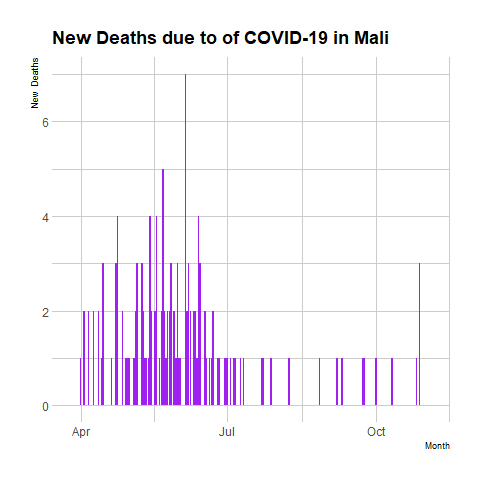 New Deaths due to of COVID-19 in Mali
New Deaths
6
4
2
0
Apr
Jul
Oct
Month